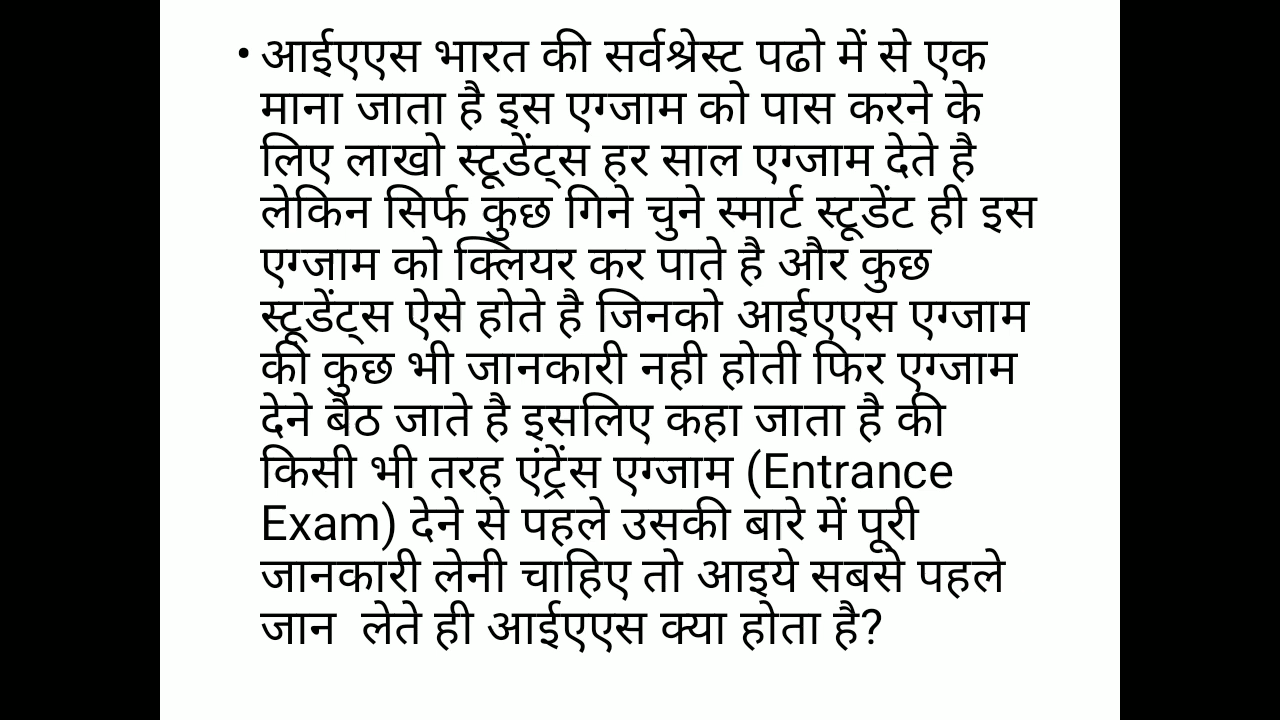 • आईएएस भारत की सर्वश्रेस्ट पढो में से एक
माना जाता है इस एग्जाम को पास करने के
लिए लाखो स्टूडेंट्स हर साल एग्जाम देते है
लेकिन सिर्फ कुछ गिने चुने स्मार्ट स्टूडेंट ही इस
एग्जाम को क्लियर कर पाते है और कुछ
स्टूडेंट्स ऐसे होते है जिनको आईएएस एग्जाम
की कुछ भी जानकारी नही होती फिर एग्जाम
देने बैठ जाते है इसलिए कहा जाता है की
किसी भी तरह एंट्रेंस एग्जाम (Entrance
Exam) देने से पहले उसकी बारे में पूरी
जानकारी लेनी चाहिए तो आइये सबसे पहले
जान  लेते ही आईएएस क्या होता है?